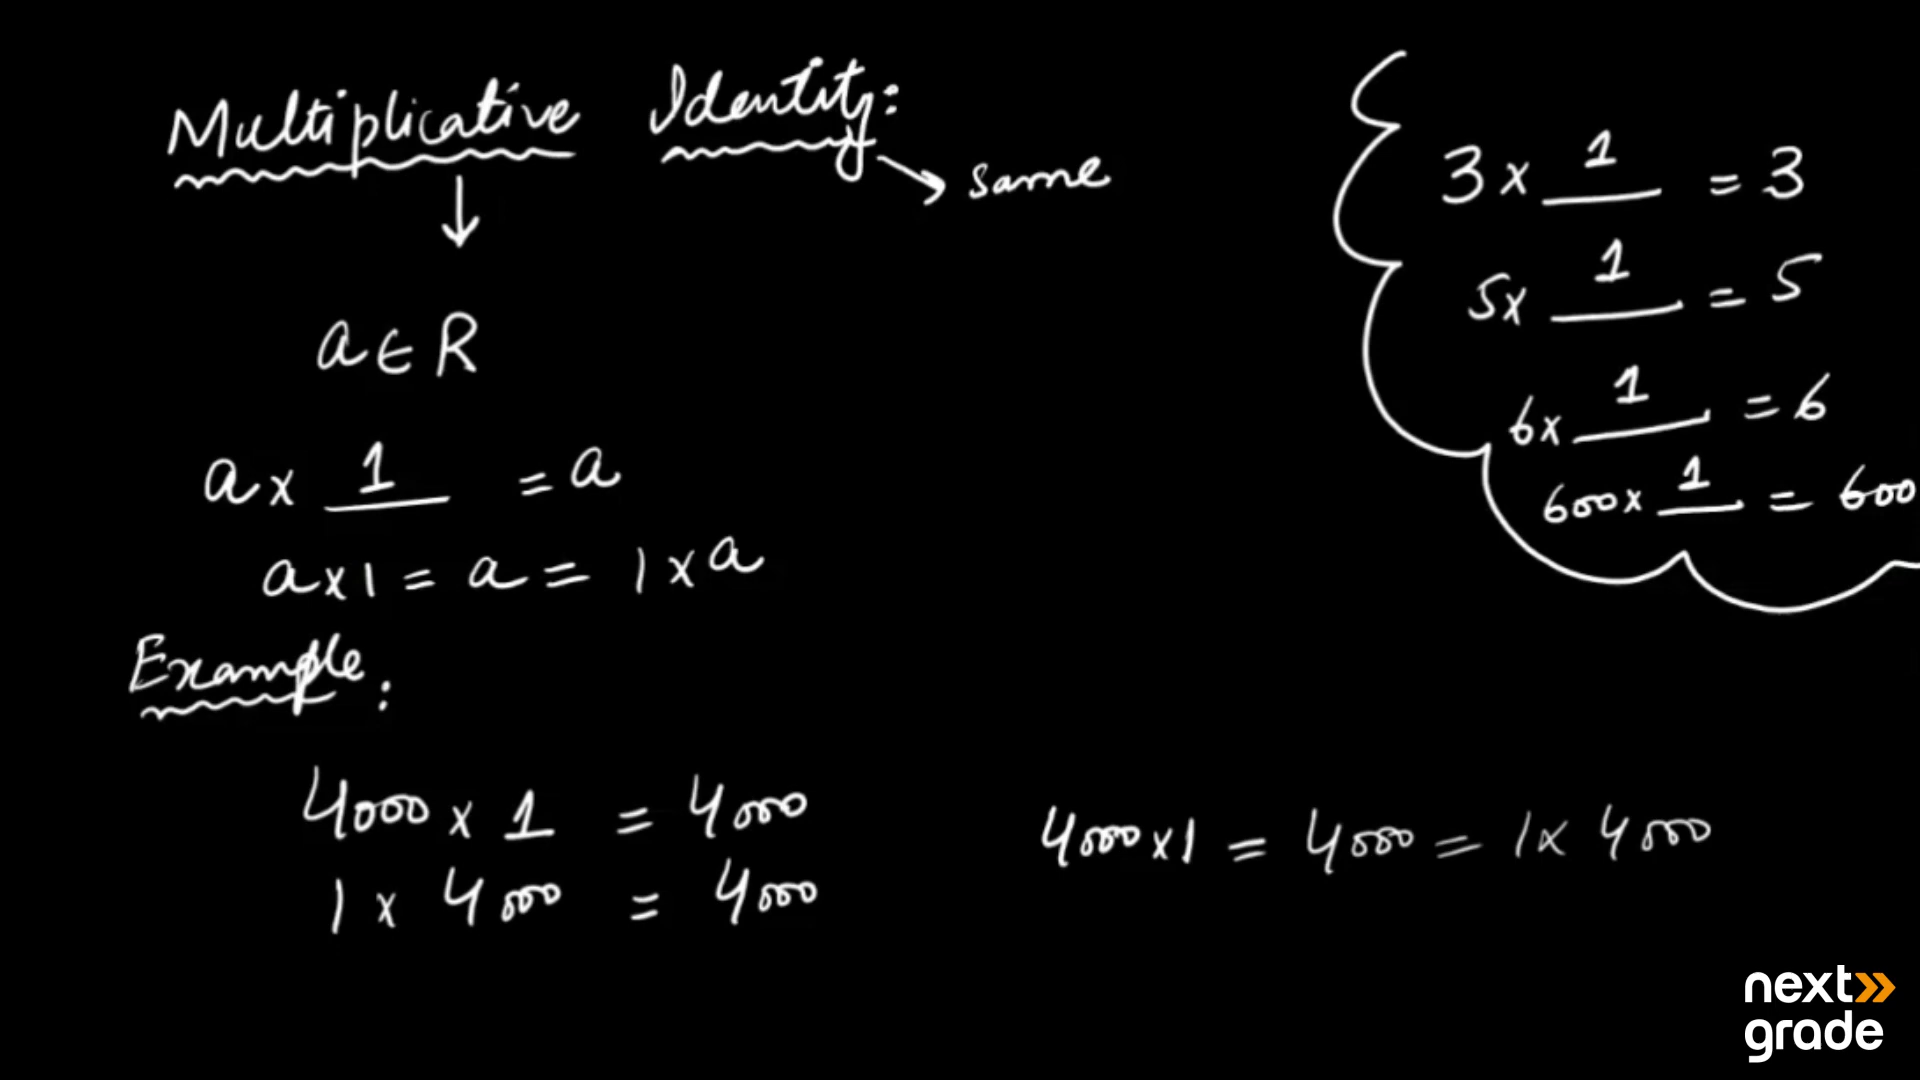 Multiplicative Identity:
same
a ∈ R
a x 1 = a
a x 1 = a = 1 x a
Example:
4000 x 1 = 4000
1 x 4000 = 4000
4000 x 1 = 4000 = 1 x 4000
3 x 1 = 3
5 x 1 = 5
6 x 1 = 6
600 x 1 = 600
next
grade